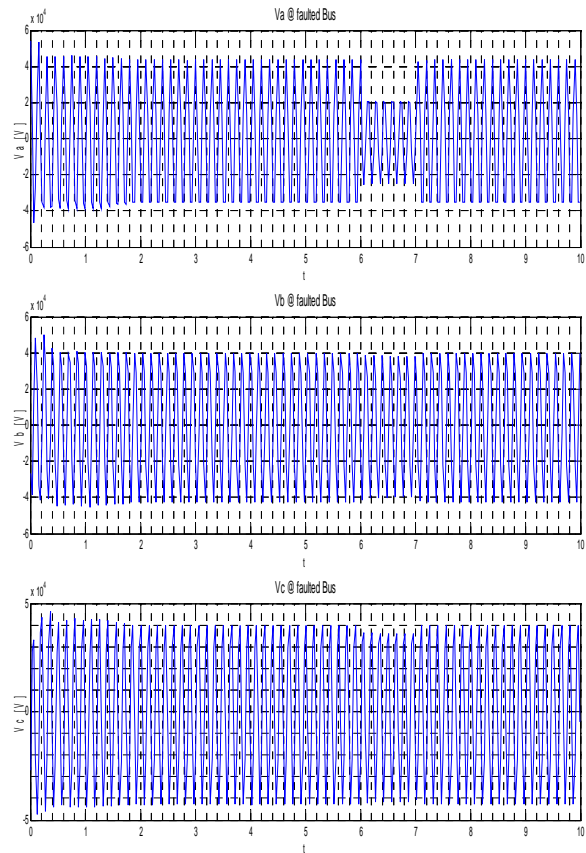 Va @ faulted Bus
x 10^4
6
4
2
0
-2
-4
-6
V a [V ]
0 1 2 3 4 5 6 7 8 9 10
t
Vb @ faulted Bus
x 10^4
6
4
2
0
-2
-4
-6
V b [V]
0 1 2 3 4 5 6 7 8 9 10
t
Vc @ faulted Bus
x 10^4
5
0
-5
V c [V]
0 1 2 3 4 5 6 7 8 9 10
t